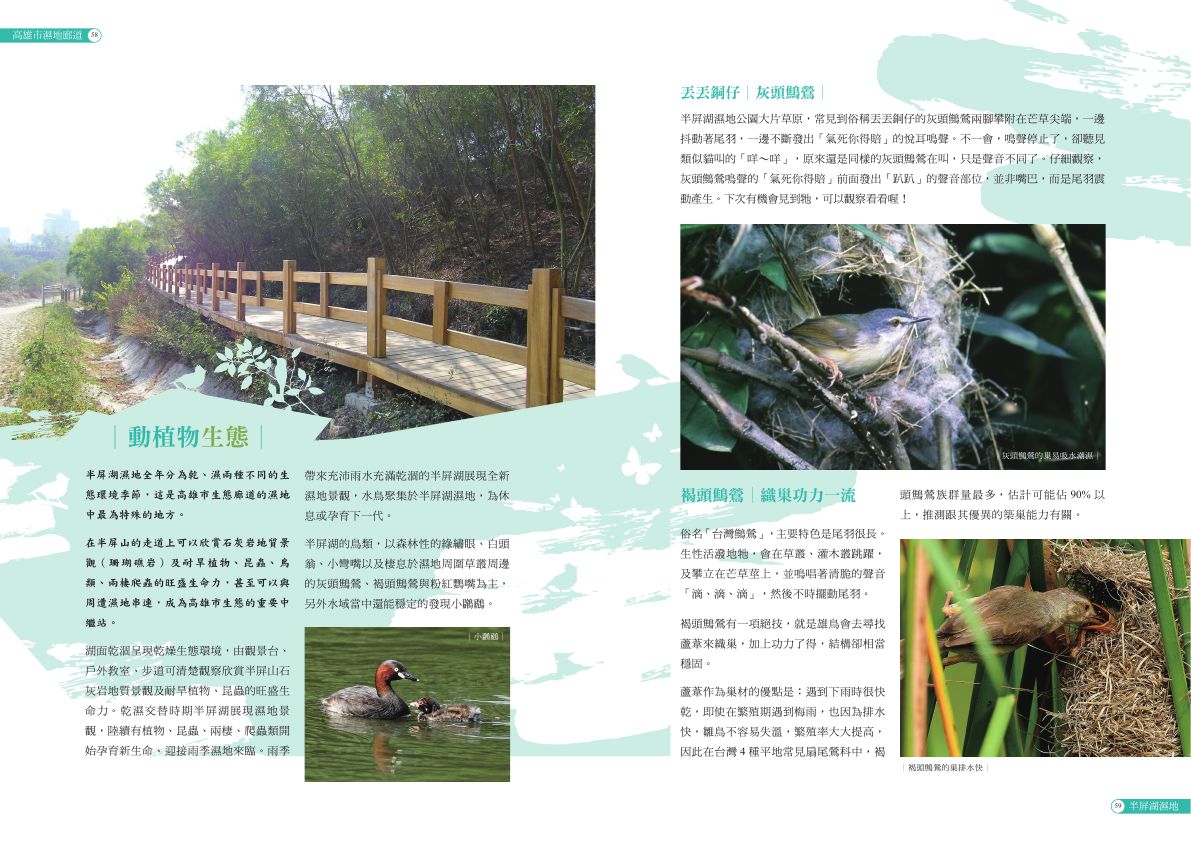 高雄市濕地廊道 58
｜動植物生態｜
半屏湖濕地全年分為乾、濕兩種不同的生
態環境季節，這是高雄市生態廊道的濕地
中最為特殊的地方。
在半屏山的走道上可以欣賞石灰岩地質景
觀（珊瑚礁岩）及耐旱植物、昆蟲、鳥
類、兩棲爬蟲的旺盛生命力，甚至可以與
周遭濕地串連，成為高雄市生態的重要中
繼站。
湖面乾涸呈現乾燥生態環境，由觀景台、
戶外教室、步道可清楚觀察欣賞半屏山石
灰岩地質景觀及耐旱植物、昆蟲的旺盛生
命力。乾濕交替時期半屏湖展現濕地景
觀，陸續有植物、昆蟲、兩棲、爬蟲類開
始孕育新生命、迎接雨季濕地來臨。雨季
帶來充沛雨水充滿乾涸的半屏湖展現全新
濕地景觀，水鳥聚集於半屏湖濕地，為休
息或孕育下一代。
半屏湖的鳥類，以森林性的綠繡眼、白頭
翁、小彎嘴以及棲息於濕地周圍草叢周邊
的灰頭鷦鶯、褐頭鷦鶯與粉紅鸚嘴為主，
另外水域當中還能穩定的發現小鸊鷉。
｜小鸊鷉｜
丟丟銅仔｜灰頭鷦鶯｜
半屏湖濕地公園大片草原，常見到俗稱丟丟銅仔的灰頭鷦鶯兩腳攀附在芒草尖端，一邊
抖動著尾羽，一邊不斷發出「氣死你得賠」的悅耳鳴聲。不一會，鳴聲停止了，卻聽見
類似貓叫的「咩～咩」，原來還是同樣的灰頭鷦鶯在叫，只是聲音不同了。仔細觀察，
灰頭鷦鶯鳴聲的「氣死你得賠」前面發出「趴趴」的聲音部位，並非嘴巴，而是尾羽震
動產生。下次有機會見到牠，可以觀察看看喔！
灰頭鷦鶯的巢易吸水潮濕｜
褐頭鷦鶯｜織巢功力一流
俗名「台灣鷦鶯」，主要特色是尾羽很長。
生性活潑地牠，會在草叢、灌木叢跳躍，
及攀立在芒草莖上，並鳴唱著清脆的聲音
「滴、滴、滴」，然後不時擺動尾羽。
褐頭鷦鶯有一項絕技，就是雄鳥會去尋找
蘆葦來織巢，加上功力了得，結構卻相當
穩固。
蘆葦作為巢材的優點是：遇到下雨時很快
乾，即使在繁殖期遇到梅雨，也因為排水
快，雛鳥不容易失溫，繁殖率大大提高，
因此在台灣 4 種平地常見扇尾鶯科中，褐
頭鷦鶯族群量最多，估計可能佔 90% 以
上，推測跟其優異的築巢能力有關。
｜褐頭鷦鶯的巢排水快｜
59 半屏湖濕地